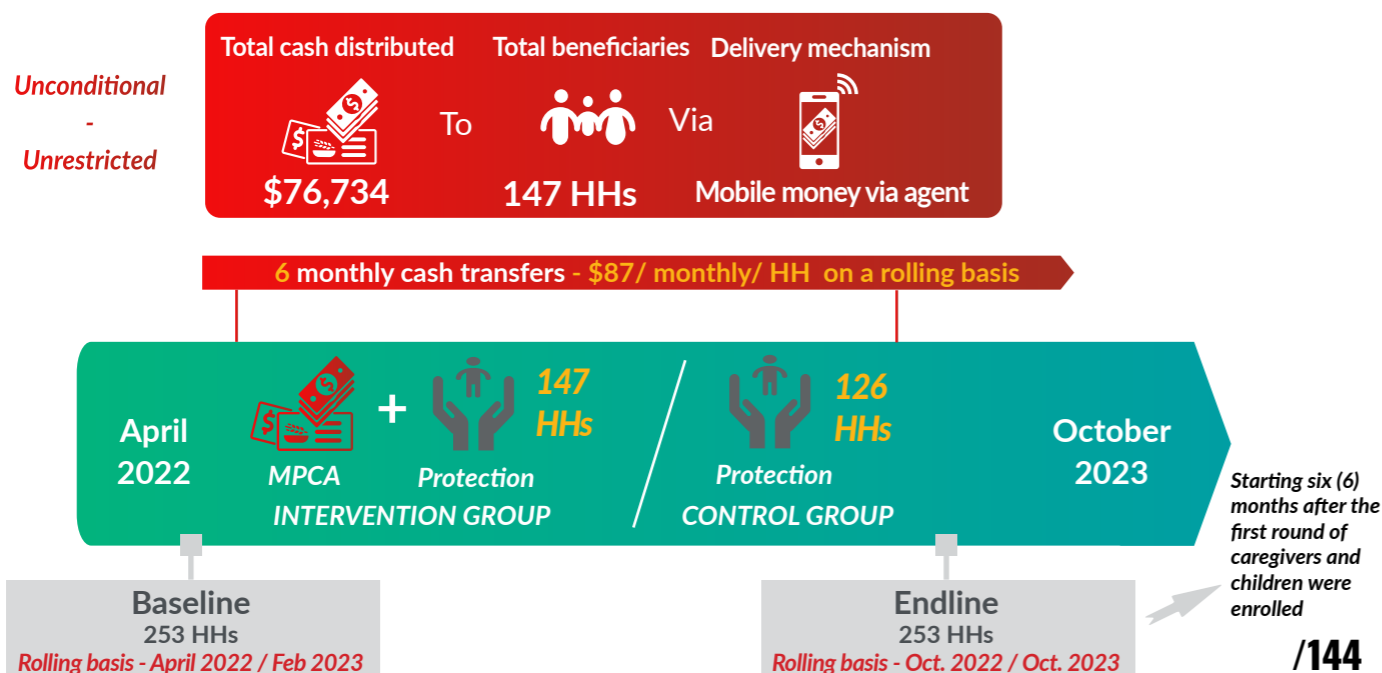 Unconditional
-
Unrestricted
Total cash distributed
$76,734
To
Total beneficiaries
147 HHs
Via
Delivery mechanism
Mobile money via agent
6 monthly cash transfers - $87/ monthly/ HH on a rolling basis
April
2022
MPCA
+
Protection
147
HHs
INTERVENTION GROUP
/
Protection
126
HHs
CONTROL GROUP
October
2023
Baseline
253 HHs
Rolling basis - April 2022 / Feb 2023
Endline
253 HHs
Rolling basis - Oct. 2022 / Oct. 2023
Starting six (6)
months after the
first round of
caregivers and
children were
enrolled
/144